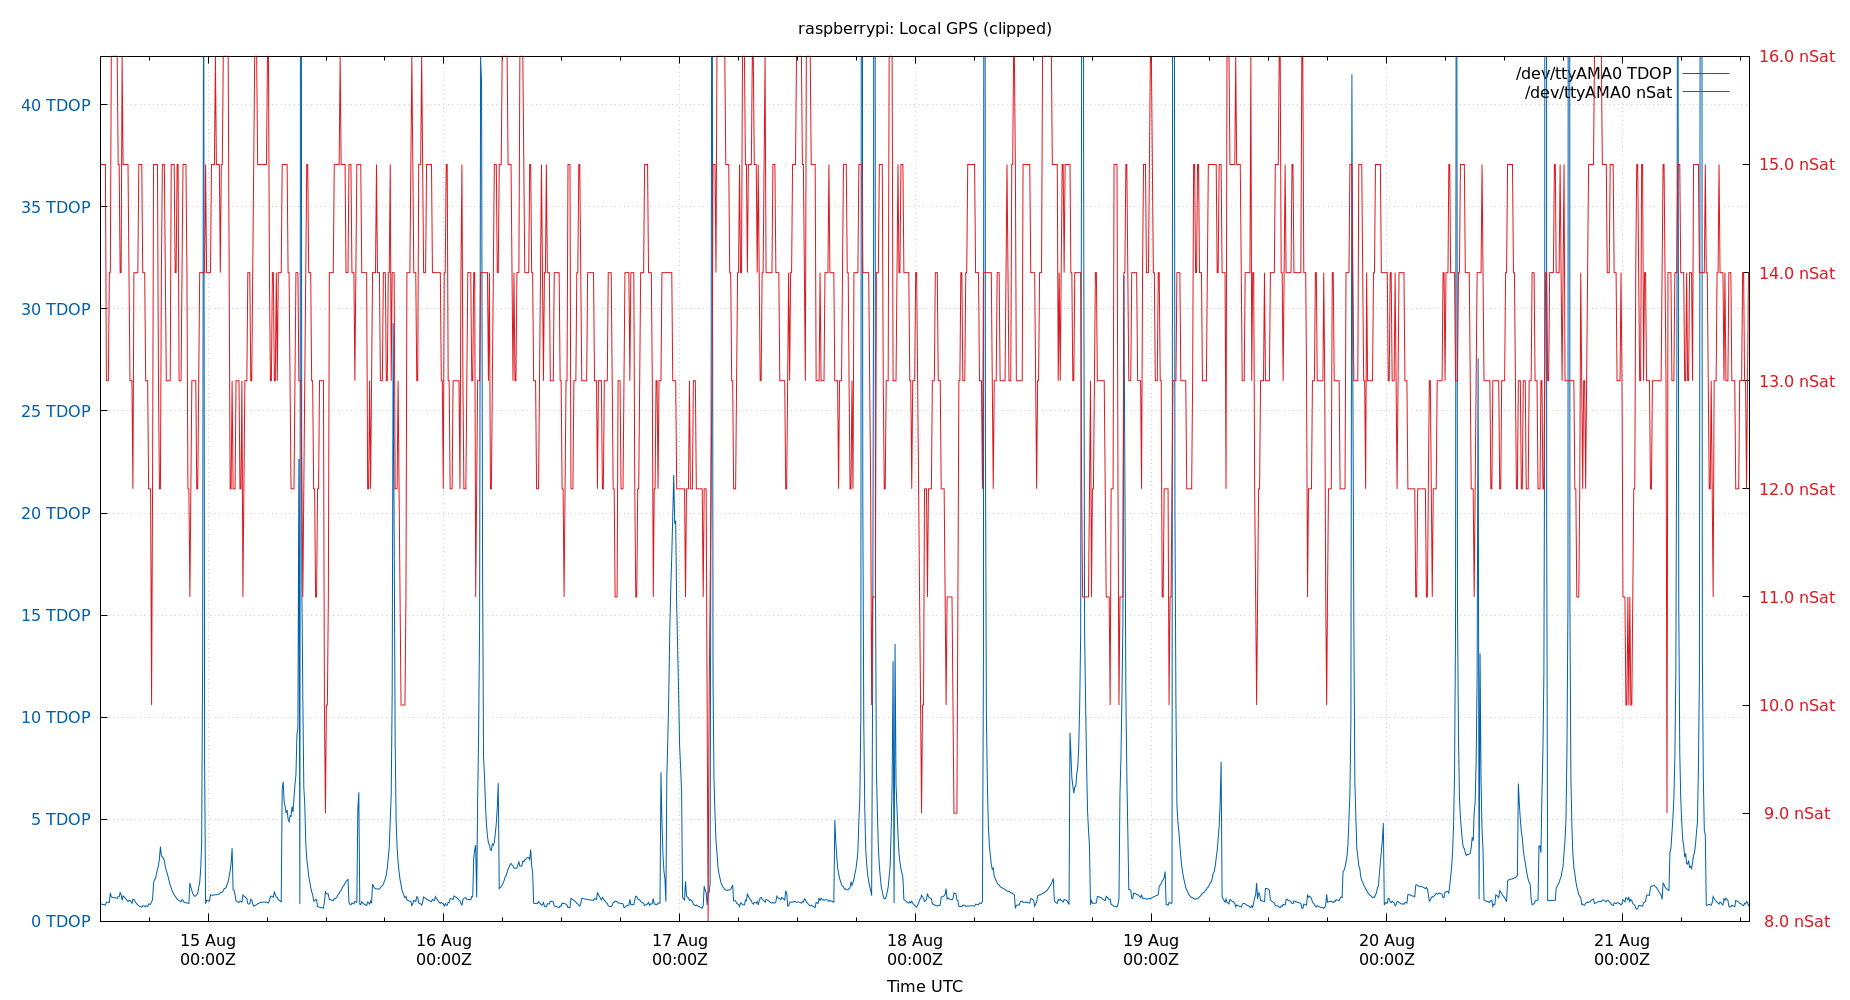 raspberrypi: Local GPS (clipped)
/dev/ttyAMA0 TDOP
/dev/ttyAMA0 nSat
40 TDOP
35 TDOP
30 TDOP
25 TDOP
20 TDOP
15 TDOP
10 TDOP
5 TDOP
0 TDOP
16.0 nSat
15.0 nSat
14.0 nSat
13.0 nSat
12.0 nSat
11.0 nSat
10.0 nSat
9.0 nSat
8.0 nSat
15 Aug
00:00Z
16 Aug
00:00Z
17 Aug
00:00Z
18 Aug
00:00Z
19 Aug
00:00Z
20 Aug
00:00Z
21 Aug
00:00Z
Time UTC